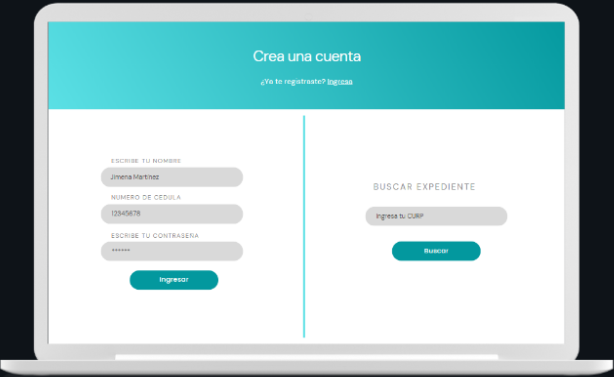 Crea una cuenta
¿Ya te registraste? Ingresa
ESCRIBE TU NOMBRE
Jimena Martinez
NUMERO DE CEDULA
12345678
ESCRIBE TU CONTRASEÑA
******
Ingresar
BUSCAR EXPEDIENTE
Ingresa tu CURP
Buscar